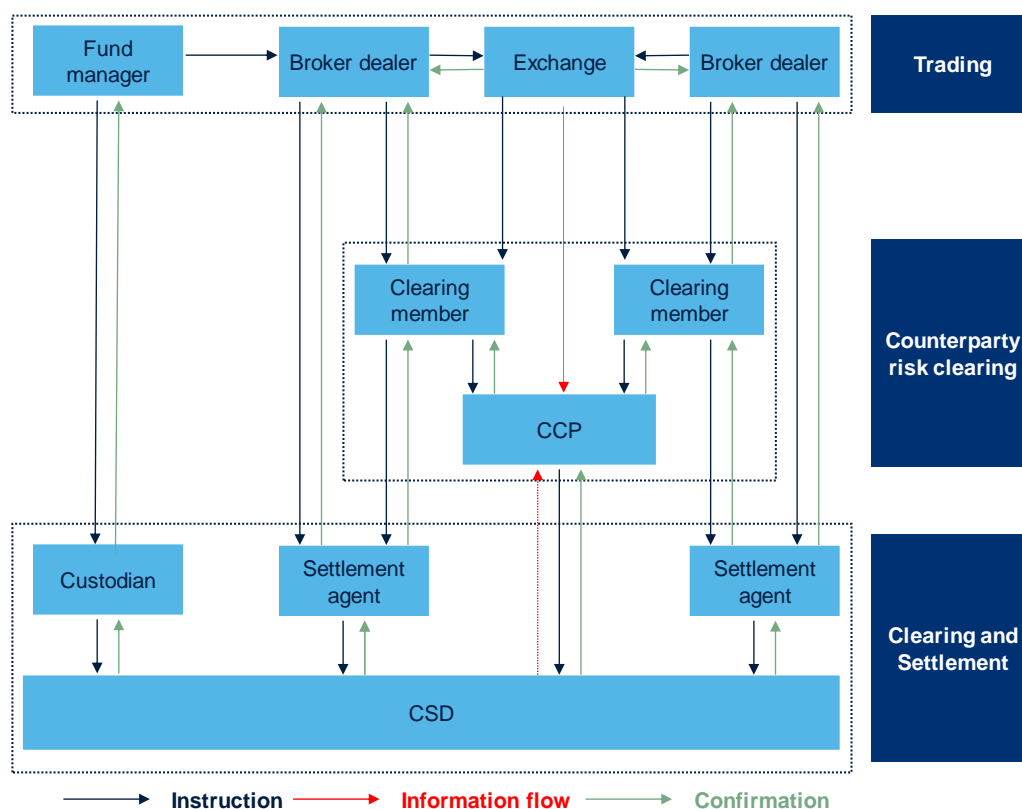 Fund
manager
Broker dealer
Exchange
Broker dealer
Trading
Clearing
member
Clearing
member
Counterparty
risk clearing
CCP
Custodian
Settlement
agent
Settlement
agent
Clearing and
Settlement
CSD
Instruction
Information flow
Confirmation